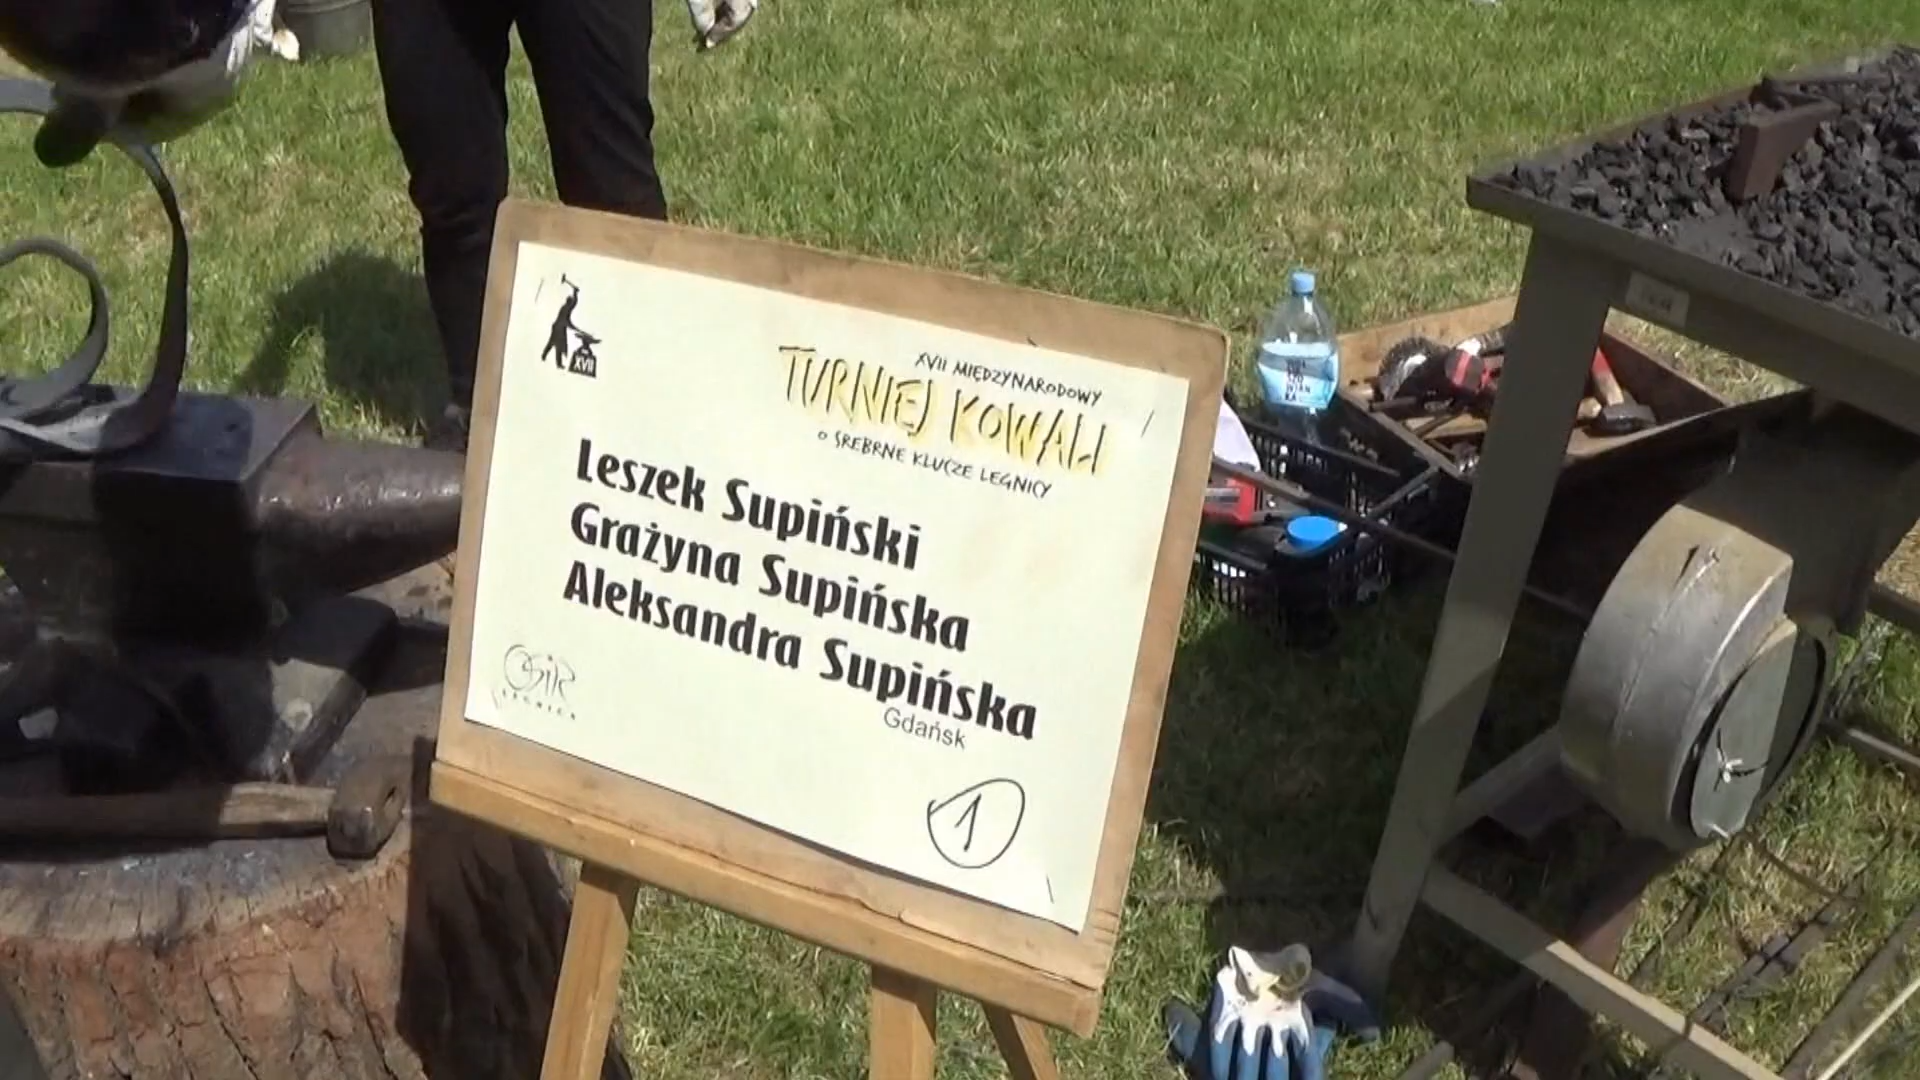 XVII
XVII MIĘDZYNARODOWY
TURNIEJ KOWALI
O SREBRNE KLUCZE LEGNICY
Leszek Supiński
Grażyna Supińska
Aleksandra Supińska
Gdańsk
OSiR
LEGNICA
1